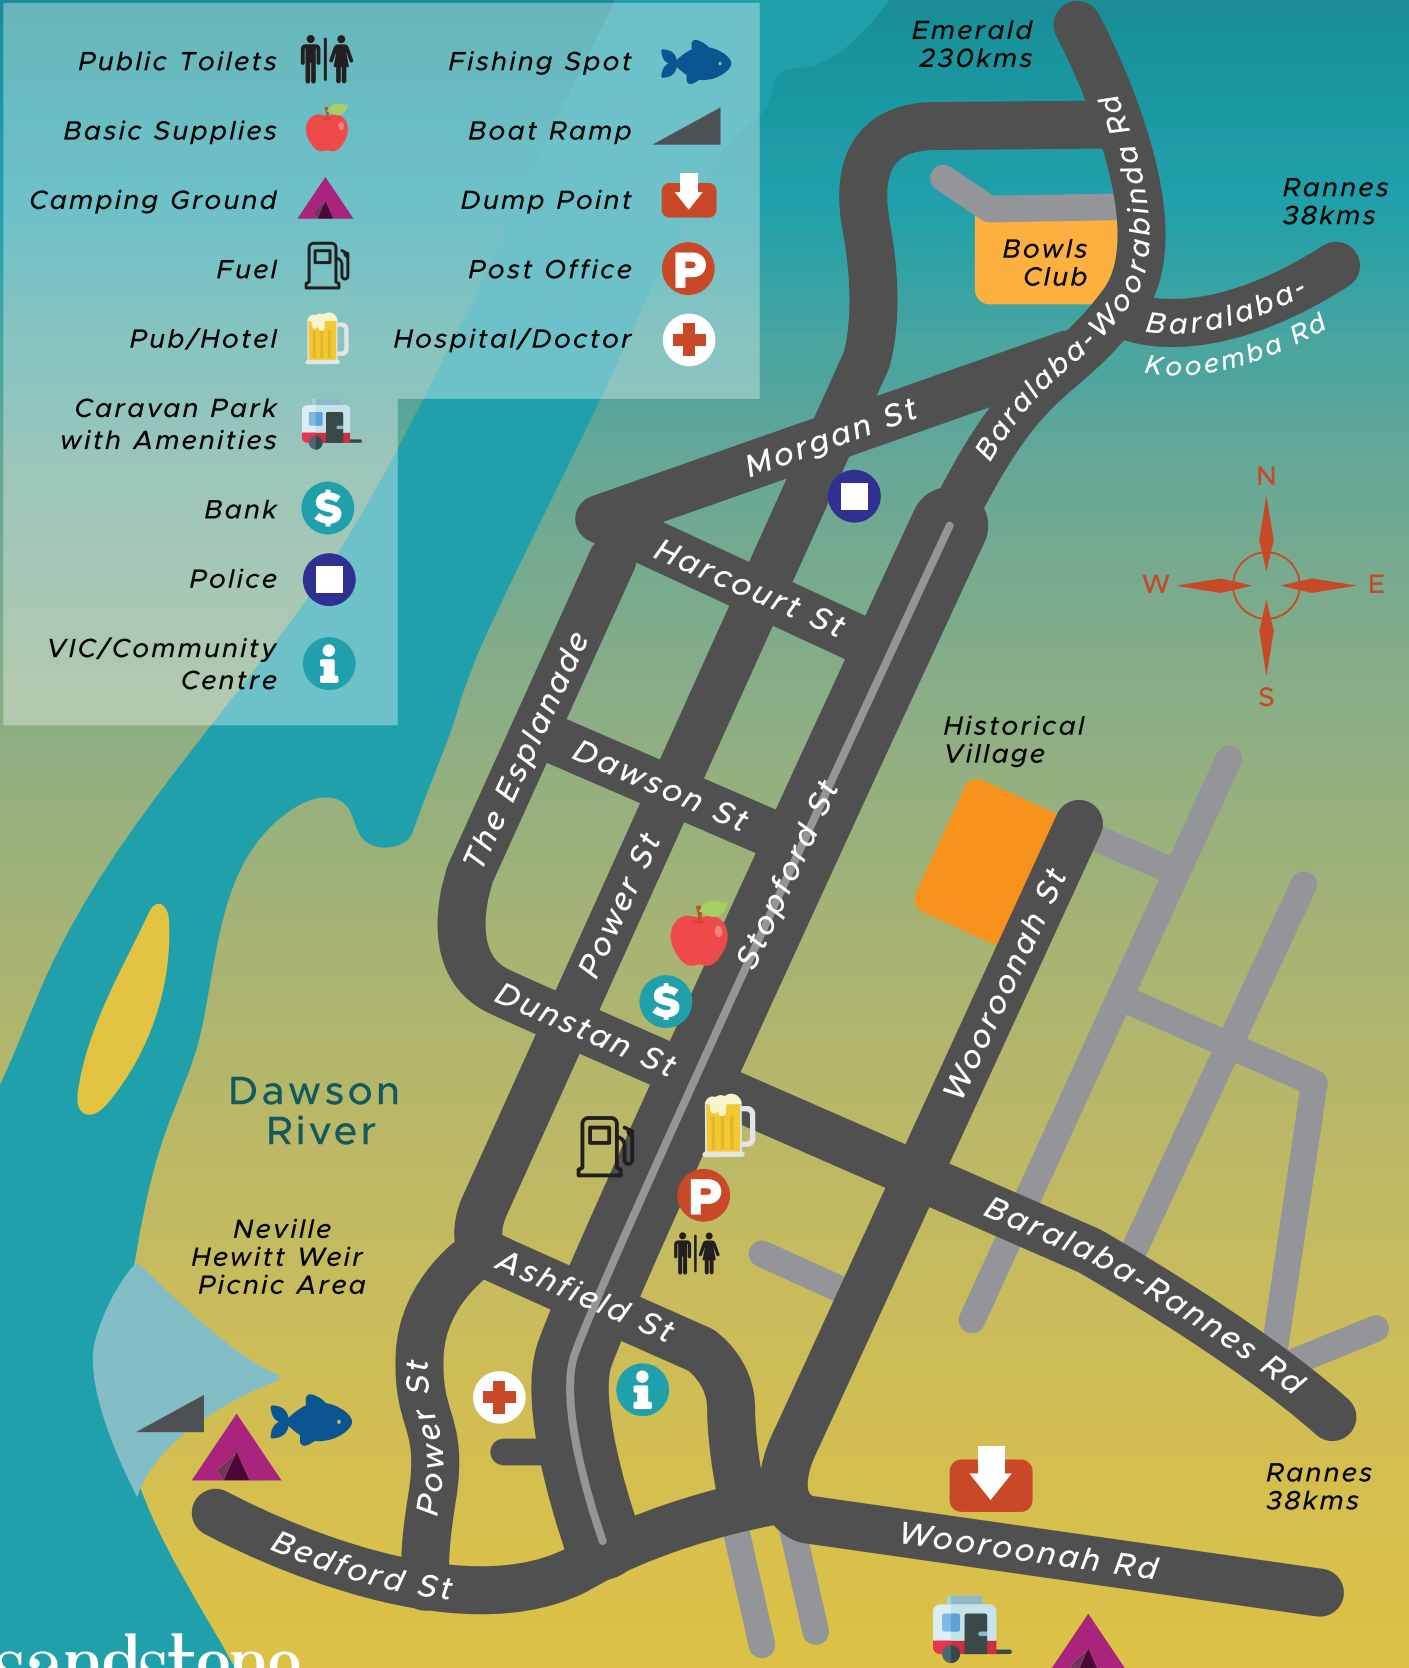 Public Toilets
Basic Supplies
Camping Ground
Fuel
Pub/Hotel
Caravan Park
with Amenities
Bank
$
Police
VIC/Community
Centre
i
Fishing Spot
Boat Ramp
Dump Point
Post Office
P
Hospital/Doctor
Emerald
230kms
Baralaba-Woorabinda Rd
Rannes
38kms
Bowls
Club
Baralaba-
Kooemba Rd
Morgan St
N
W
E
S
Harcourt St
The Esplanade
Dawson St
Stopford St
Historical
Village
Power St
$
Dunstan St
Wooroonah St
Dawson
River
P
Neville
Hewitt Weir
Picnic Area
Ashfield St
Baralaba-Rannes Rd
i
Power St
Rannes
38kms
Bedford St
Wooroonah Rd
sandstone